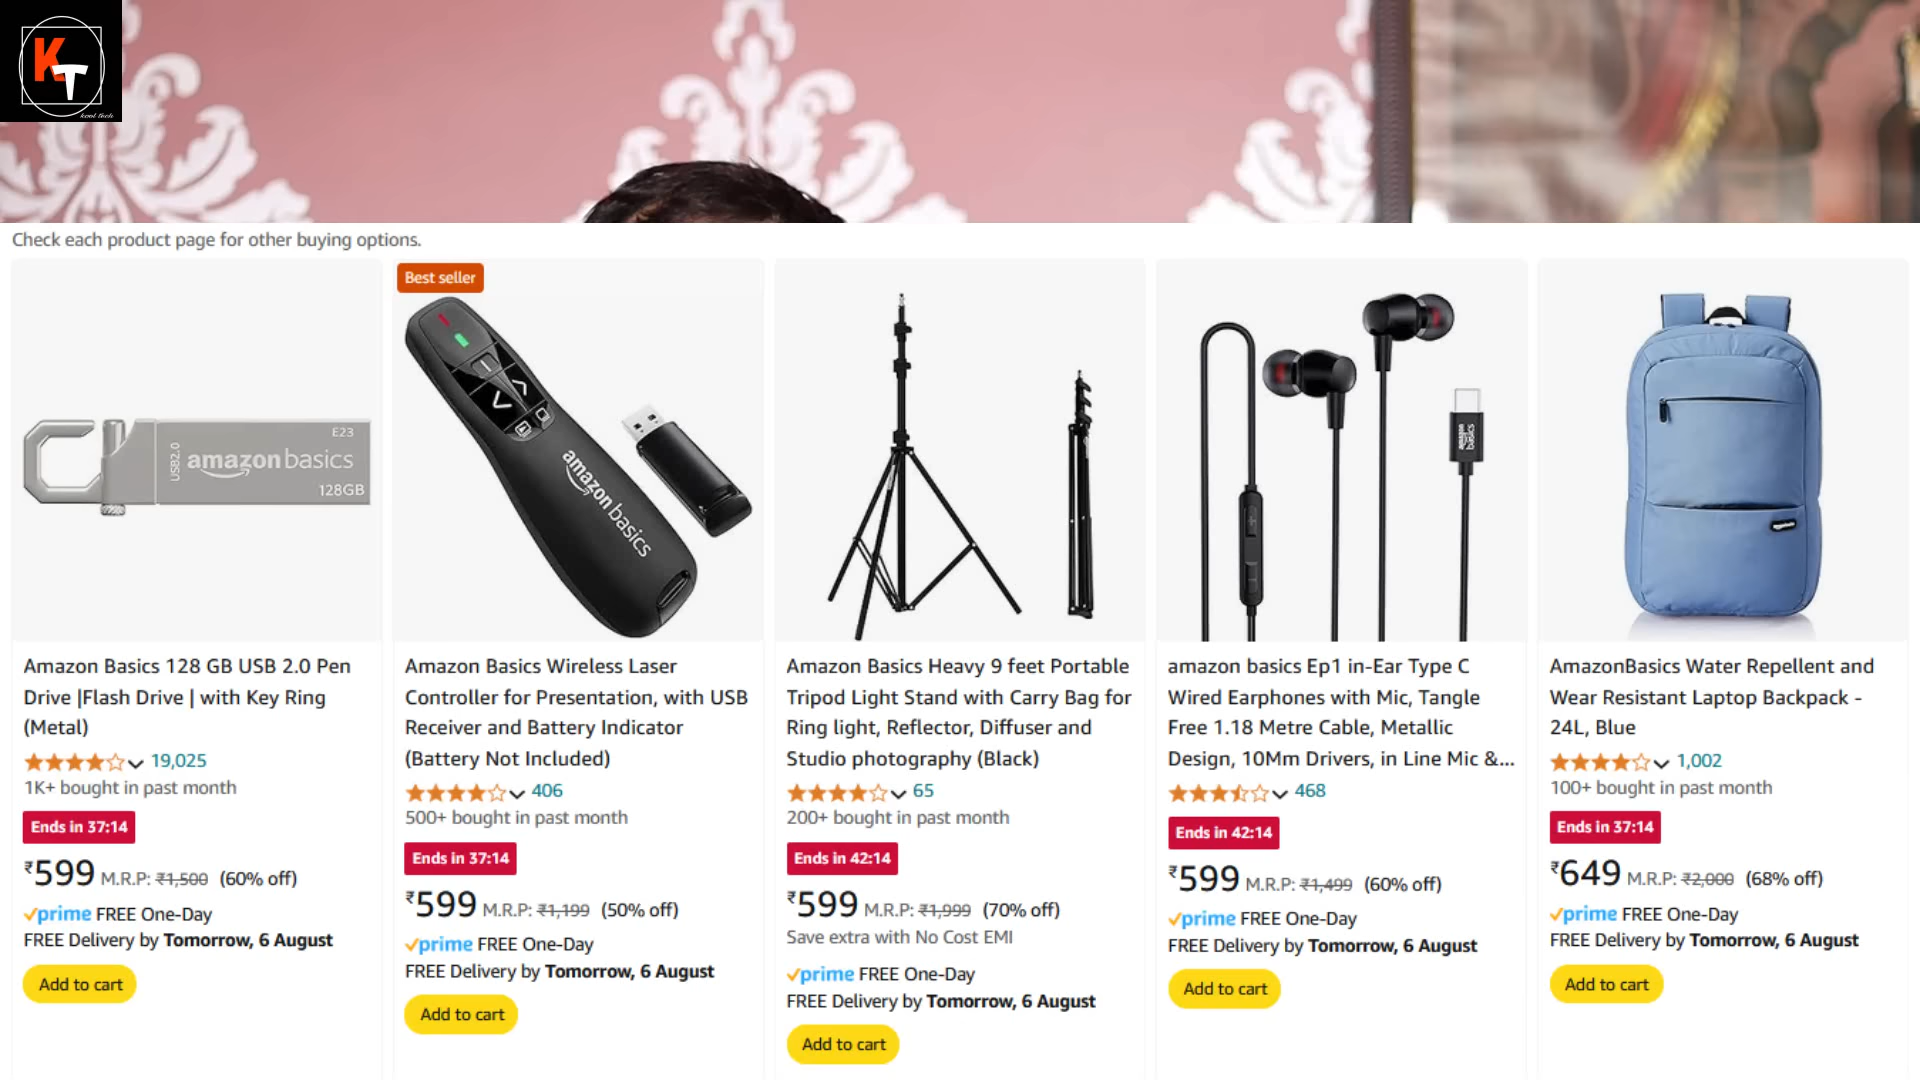 KT
kool tech
Check each product page for other buying options.
USB2.0
amazon basics
E23
128GB
Amazon Basics 128 GB USB 2.0 Pen
Drive |Flash Drive | with Key Ring
(Metal)
19,025
1K+ bought in past month
Ends in 37:14
₹599 M.R.P: ₹1,500 (60% off)
prime FREE One-Day
FREE Delivery by Tomorrow, 6 August
Add to cart
Best seller
amazon basics
Amazon Basics Wireless Laser
Controller for Presentation, with USB
Receiver and Battery Indicator
(Battery Not Included)
406
500+ bought in past month
Ends in 37:14
₹599 M.R.P: ₹1,199 (50% off)
prime FREE One-Day
FREE Delivery by Tomorrow, 6 August
Add to cart
Amazon Basics Heavy 9 feet Portable
Tripod Light Stand with Carry Bag for
Ring light, Reflector, Diffuser and
Studio photography (Black)
65
200+ bought in past month
Ends in 42:14
₹599 M.R.P: ₹1,999 (70% off)
Save extra with No Cost EMI
prime FREE One-Day
FREE Delivery by Tomorrow, 6 August
Add to cart
amazon basics
amazon basics Ep1 in-Ear Type C
Wired Earphones with Mic, Tangle
Free 1.18 Metre Cable, Metallic
Design, 10Mm Drivers, in Line Mic &...
468
Ends in 42:14
₹599 M.R.P: ₹1,499 (60% off)
prime FREE One-Day
FREE Delivery by Tomorrow, 6 August
Add to cart
AmazonBasics Water Repellent and
Wear Resistant Laptop Backpack -
24L, Blue
1,002
100+ bought in past month
Ends in 37:14
₹649 M.R.P: ₹2,000 (68% off)
prime FREE One-Day
FREE Delivery by Tomorrow, 6 August
Add to cart